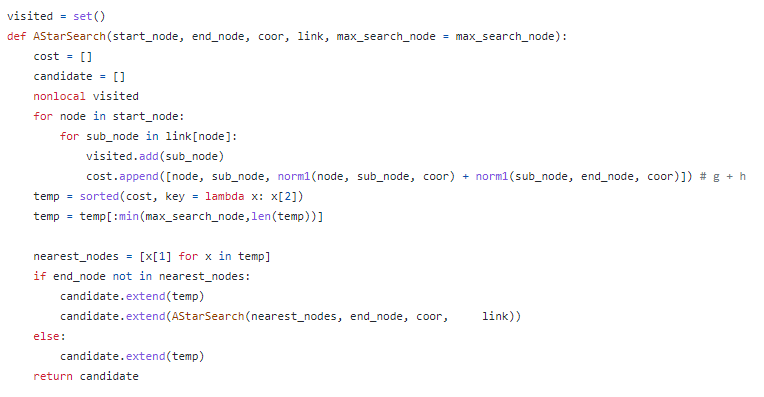 visited = set()
def AStarSearch(start_node, end_node, coor, link, max_search_node = max_search_node):
    cost = []
    candidate = []
    nonlocal visited
    for node in start_node:
        for sub_node in link[node]:
            visited.add(sub_node)
            cost.append([node, sub_node, norm1(node, sub_node, coor) + norm1(sub_node, end_node, coor)]) # g + h
    temp = sorted(cost, key = lambda x: x[2])
    temp = temp[:min(max_search_node,len(temp))]

    nearest_nodes = [x[1] for x in temp]
    if end_node not in nearest_nodes:
        candidate.extend(temp)
        candidate.extend(AStarSearch(nearest_nodes, end_node, coor,     link))
    else:
        candidate.extend(temp)
    return candidate